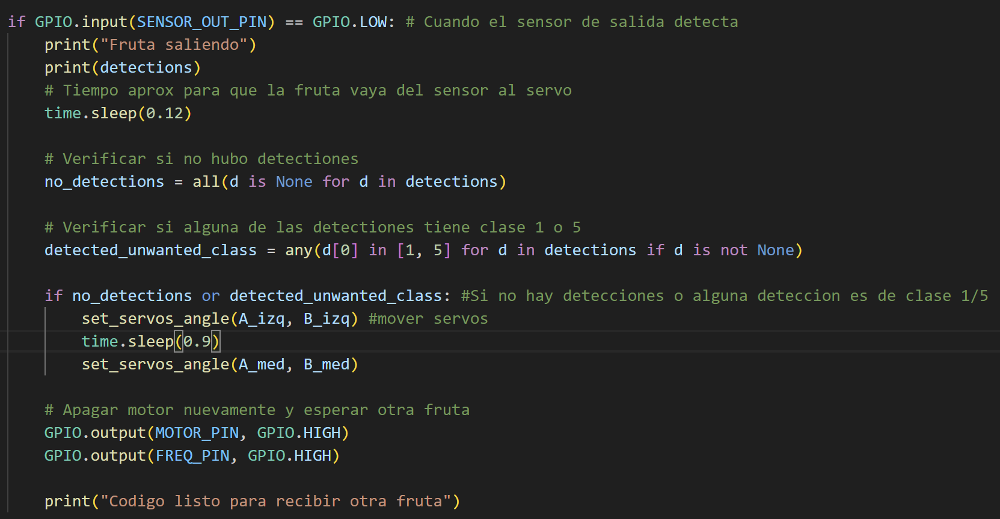 if GPIO.input(SENSOR_OUT_PIN) == GPIO.LOW: # Cuando el sensor de salida detecta
    print("Fruta saliendo")
    print(detections)
    # Tiempo aprox para que la fruta vaya del sensor al servo
    time.sleep(0.12)

    # Verificar si no hubo detectiones
    no_detections = all(d is None for d in detections)

    # Verificar si alguna de las detectiones tiene clase 1 o 5
    detected_unwanted_class = any(d[0] in [1, 5] for d in detections if d is not None)

    if no_detections or detected_unwanted_class: #Si no hay detecciones o alguna deteccion es de clase 1/5
        set_servos_angle(A_izq, B_izq) #mover servos
        time.sleep(0.9)
        set_servos_angle(A_med, B_med)

    # Apagar motor nuevamente y esperar otra fruta
    GPIO.output(MOTOR_PIN, GPIO.HIGH)
    GPIO.output(FREQ_PIN, GPIO.HIGH)

    print("Codigo listo para recibir otra fruta")